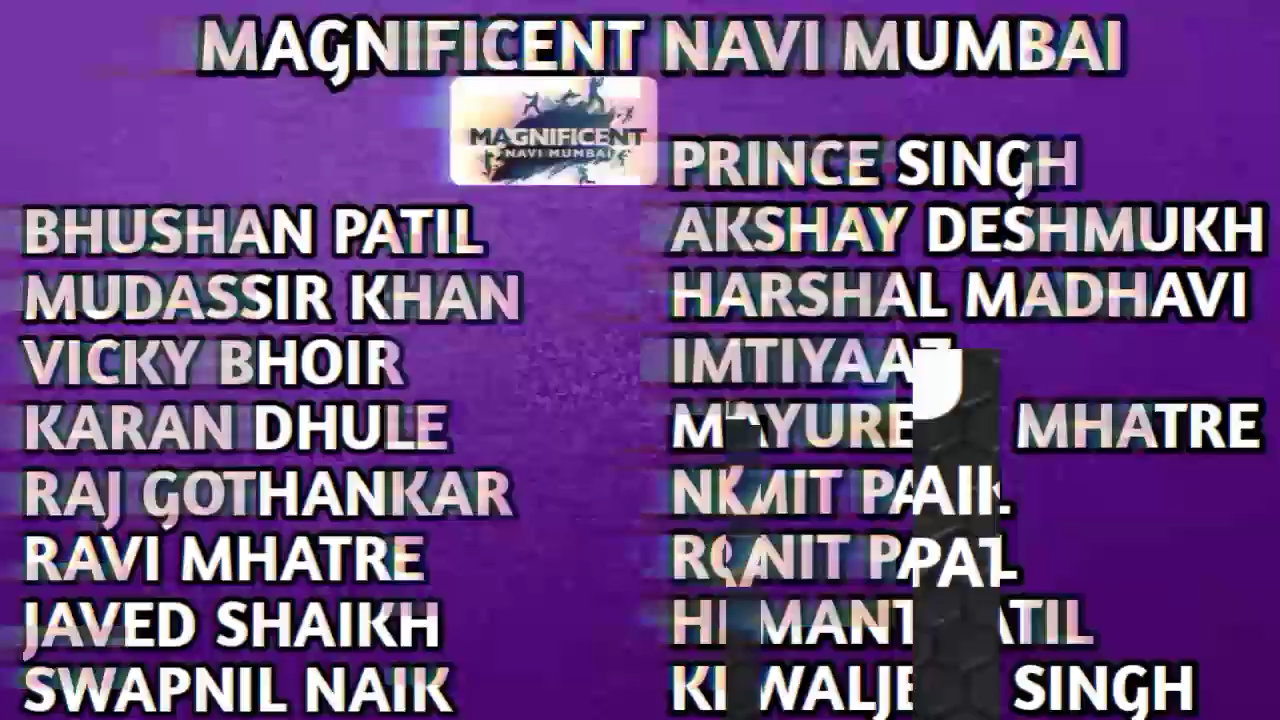 MAGNIFICENT NAVI MUMBAI
MAGNIFICENT
NAVI MUMBAI
BHUSHAN PATIL
MUDASSIR KHAN
VICKY BHOIR
KARAN DHULE
RAJ GOTHANKAR
RAVI MHATRE
JAVED SHAIKH
SWAPNIL NAIK
PRINCE SINGH
AKSHAY DESHMUKH
HARSHAL MADHAVI
MHATRE
SINGH